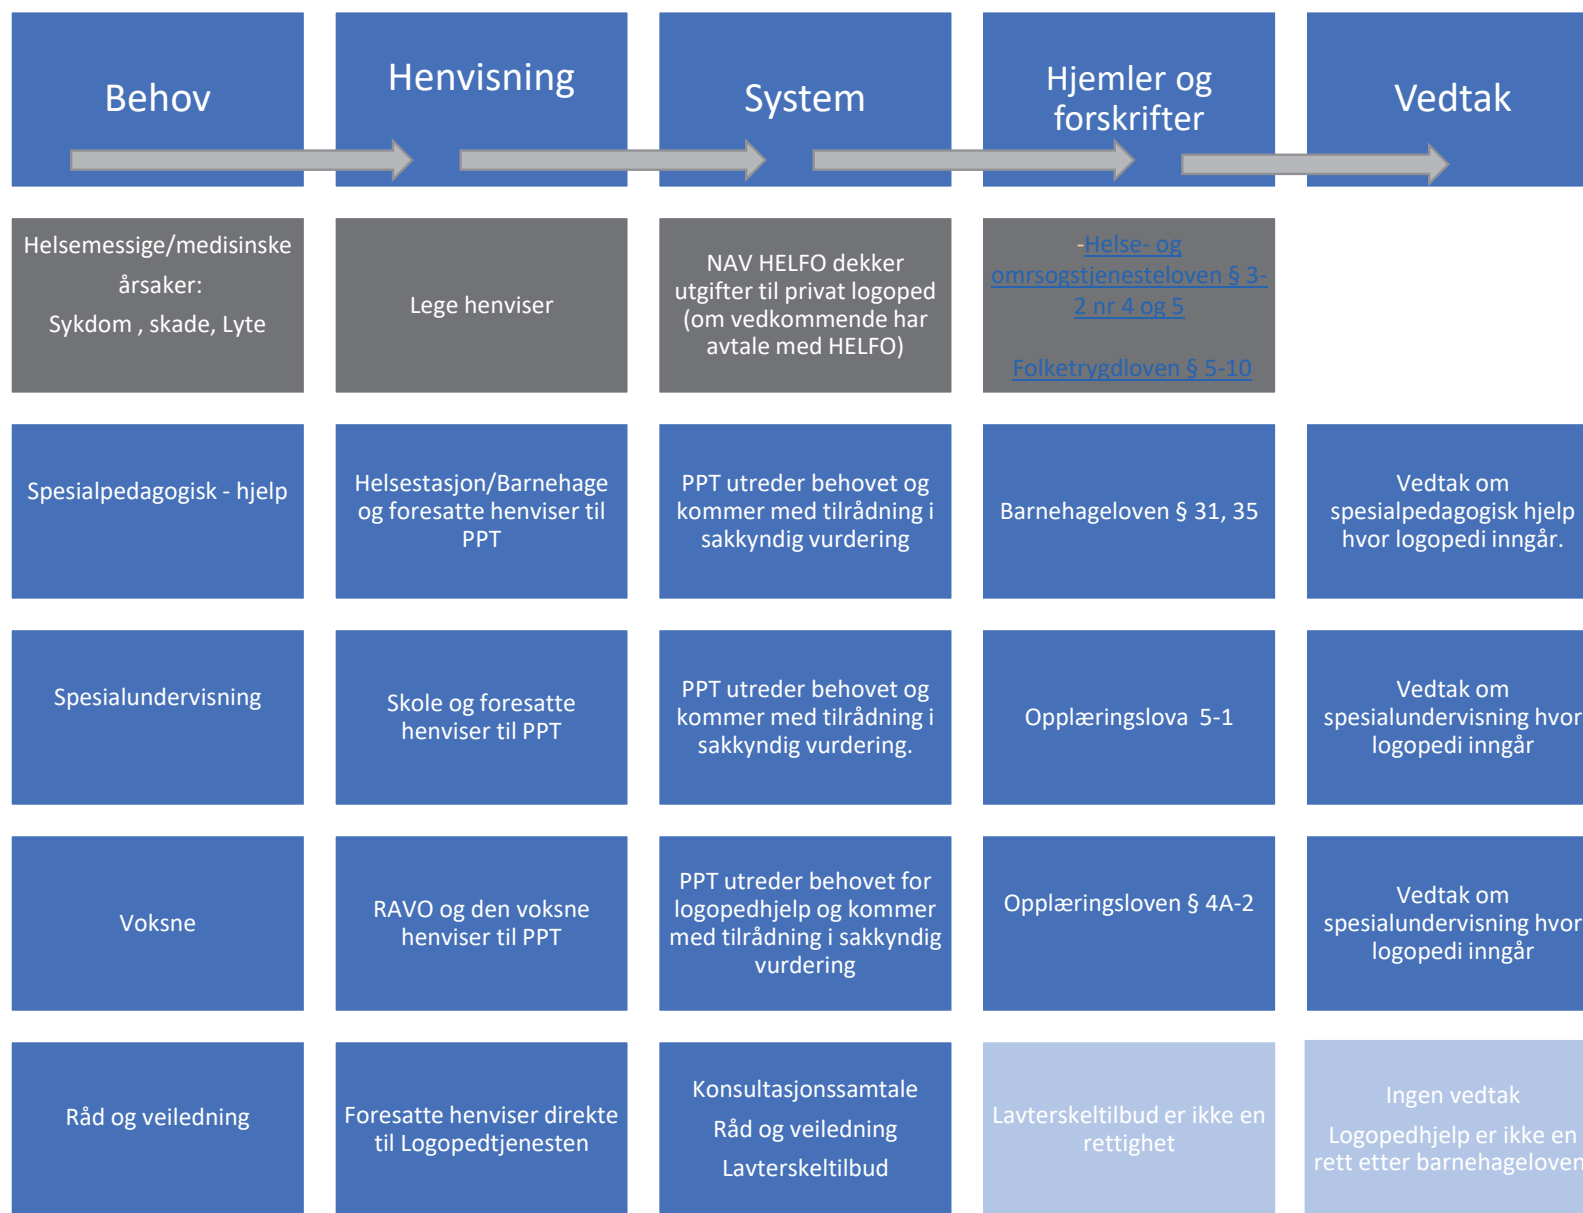 Behov
Henvisning
System
Hjemler og
forskrifter
Vedtak
Helsemessige/medisinske
årsaker:
Sykdom , skade, Lyte
Lege henviser
NAV HELFO dekker
utgifter til privat logoped
(om vedkommende har
avtale med HELFO)
-Helse- og
omrsogstjenesteloven § 3-
2 nr 4 og 5
Folketrygdloven § 5-10
Spesialpedagogisk - hjelp
Helsestasjon/Barnehage
og foresatte henviser til
PPT
PPT utreder behovet og
kommer med tilrådning i
sakkyndig vurdering
Barnehageloven § 31, 35
Vedtak om
spesialpedagogisk hjelp
hvor logopedi inngår.
Spesialundervisning
Skole og foresatte
henviser til PPT
PPT utreder behovet og
kommer med tilrådning i
sakkyndig vurdering.
Opplæringslova 5-1
Vedtak om
spesialundervisning hvor
logopedi inngår
Voksne
RAVO og den voksne
henviser til PPT
PPT utreder behovet for
logopedhjelp og kommer
med tilrådning i sakkyndig
vurdering
Opplæringsloven § 4A-2
Vedtak om
spesialundervisning hvor
logopedi inngår
Råd og veiledning
Foresatte henviser direkte
til Logopedtjenesten
Konsultasjonssamtale
Råd og veiledning
Lavterskeltilbud
Lavterskeltilbud er ikke en
rettighet
Ingen vedtak
Logopedhjelp er ikke en
rett etter barnehageloven